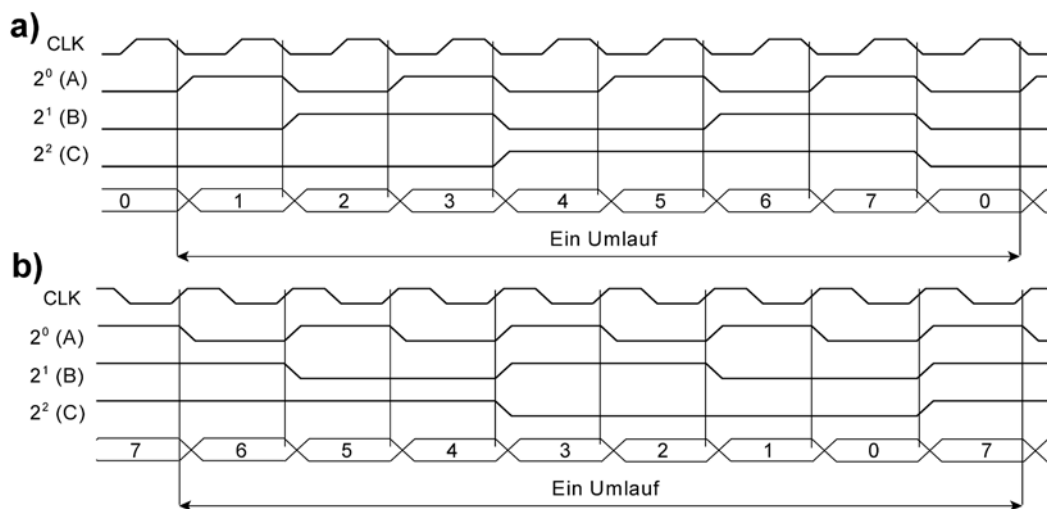 a)
CLK
2⁰ (A)
2¹ (B)
2² (C)
0 1 2 3 4 5 6 7 0
Ein Umlauf
b)
CLK
2⁰ (A)
2¹ (B)
2² (C)
7 6 5 4 3 2 1 0 7
Ein Umlauf